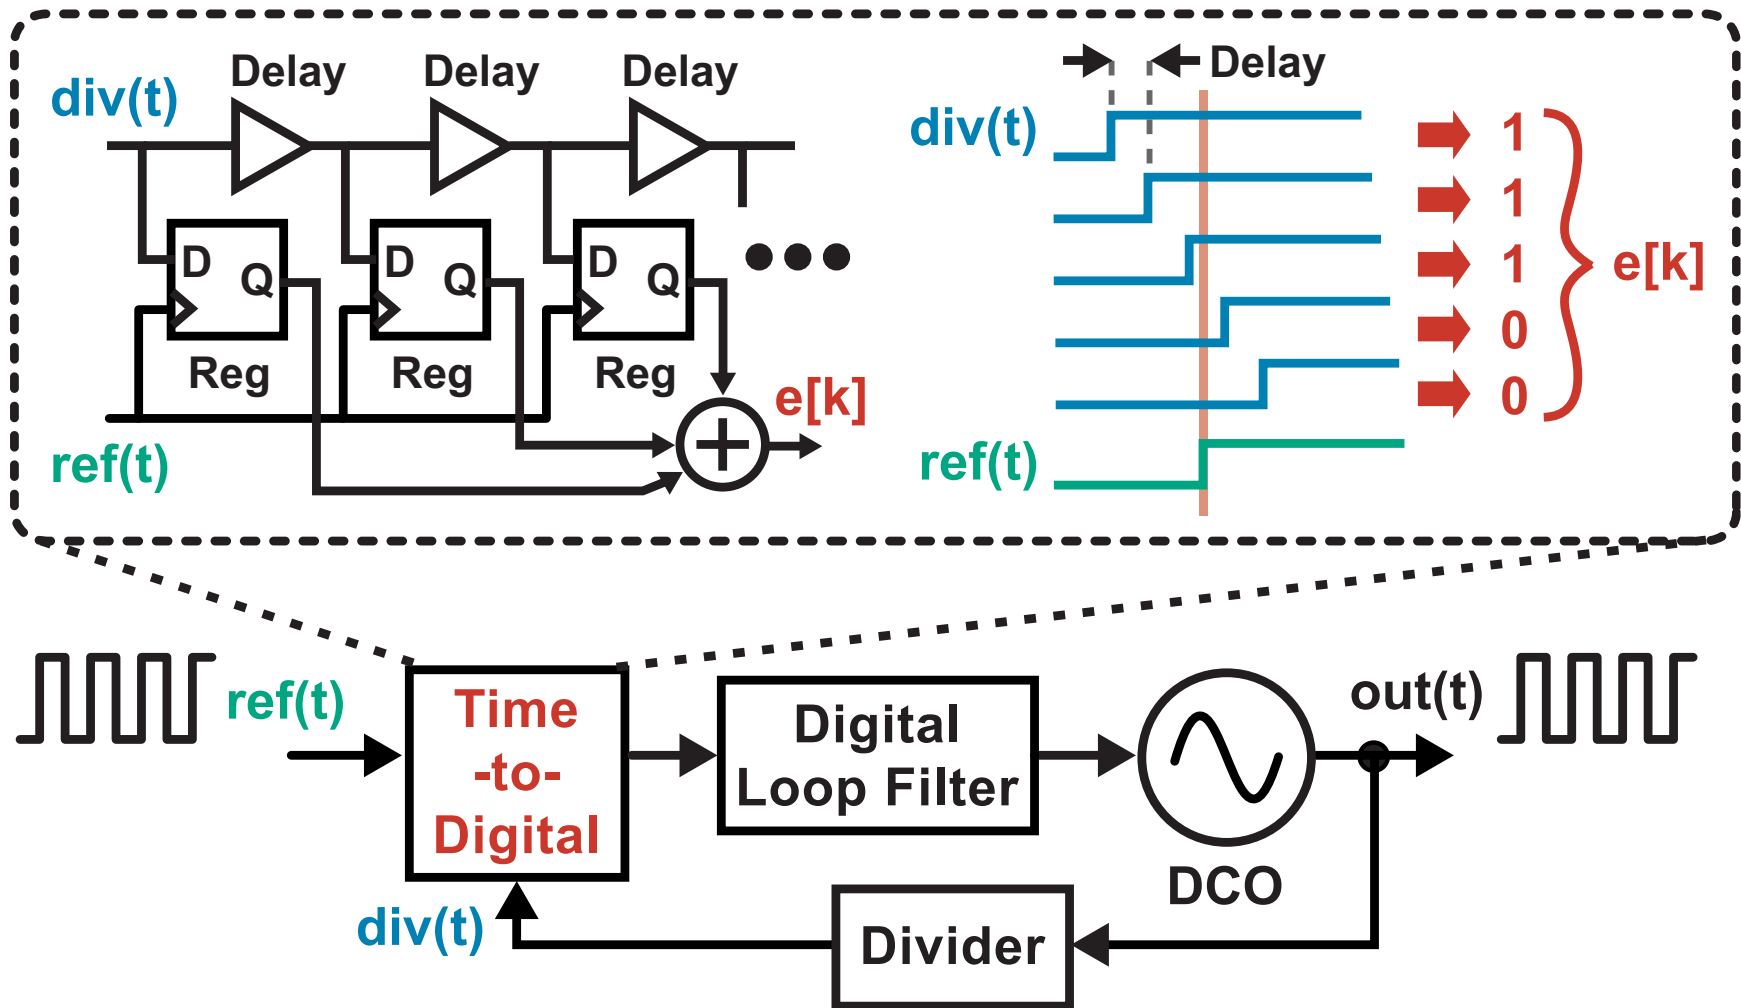 Delay Delay Delay
div(t)
D Q D Q D Q
Reg Reg Reg
e[k]
ref(t)
Delay
div(t)
1
1
1
0
0
e[k]
ref(t)
ref(t)
Time
-to-
Digital
Digital
Loop Filter
DCO
out(t)
div(t)
Divider